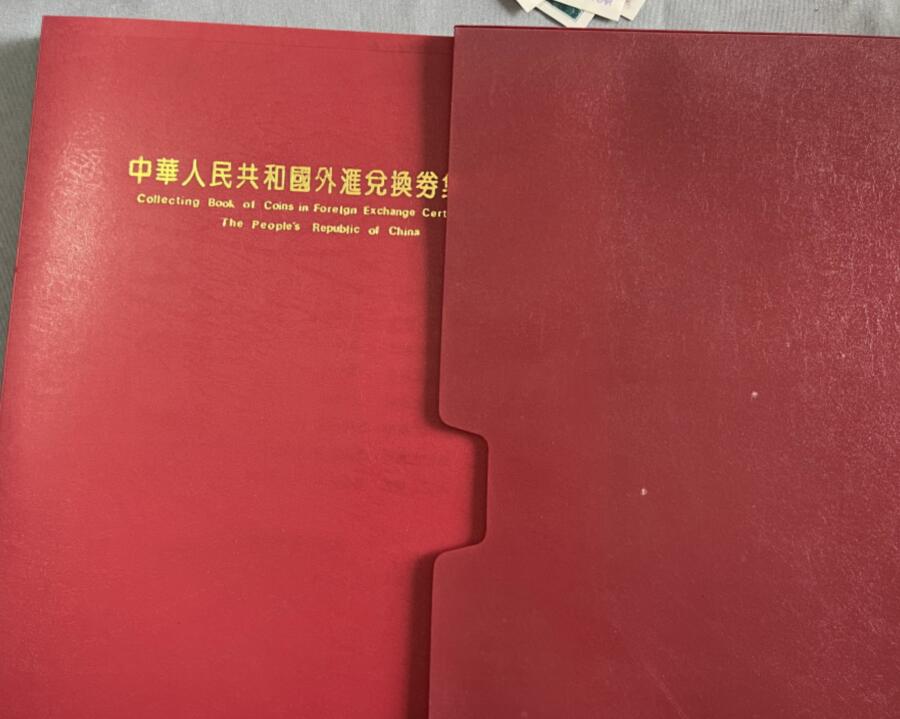 中華人民共和國外滙兌換劵
Collecting Book of Coins in Foreign Exchange Cert
The People's Republic of China